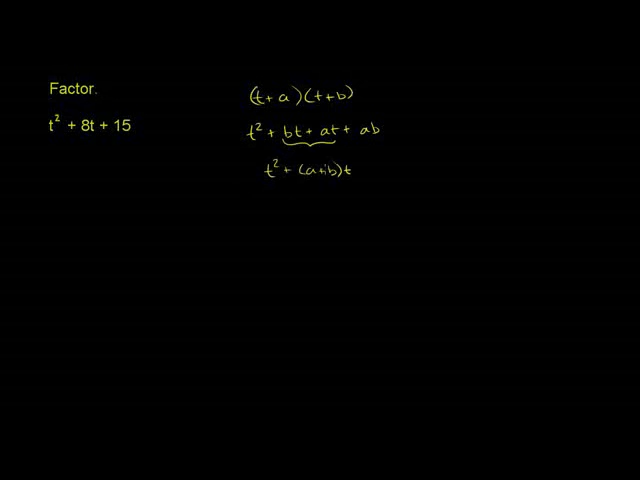 Factor.
t² + 8t + 15
(t + a)(t + b)
t² + bt + at + ab
t² + (a+b)t